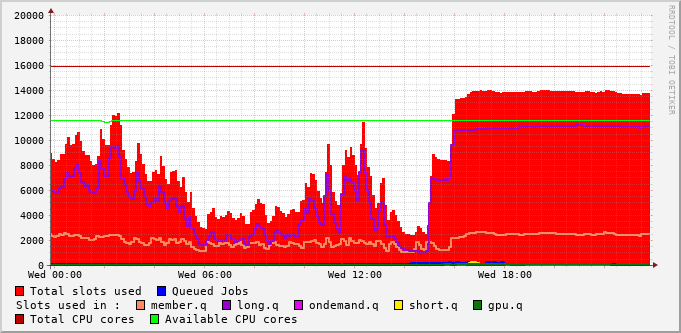 20000
18000
16000
14000
12000
10000
8000
6000
4000
2000
0
Wed 00:00 Wed 06:00 Wed 12:00 Wed 18:00
Total slots used Queued Jobs
Slots used in : member.q long.q ondemand.q short.q gpu.q
Total CPU cores Available CPU cores
RRDTOOL / TOBI OETIKER